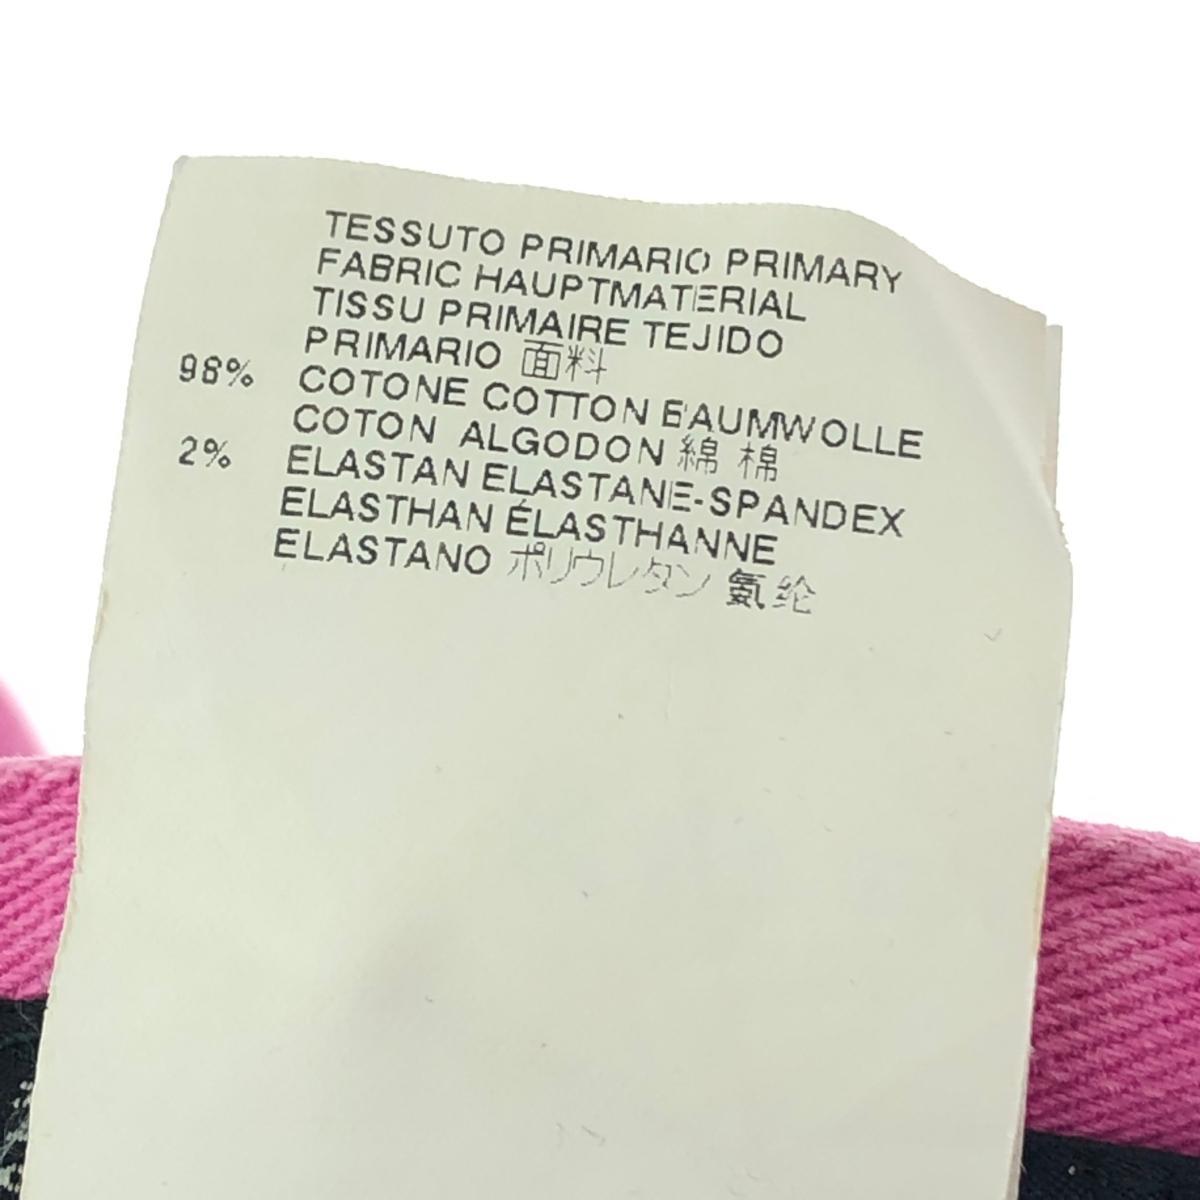 TESSUTO PRIMARIO PRIMARY
FABRIC HAUPTMATERIAL
TISSU PRIMAIRE TEJIDO
PRIMARIO 面料
98% COTONE COTTON BAUMWOLLE
COTON ALGODON 綿 棉
2% ELASTAN ELASTANE-SPANDEX
ELASTHAN ÉLASTHANNE
ELASTANO ポリウレタン 氨纶